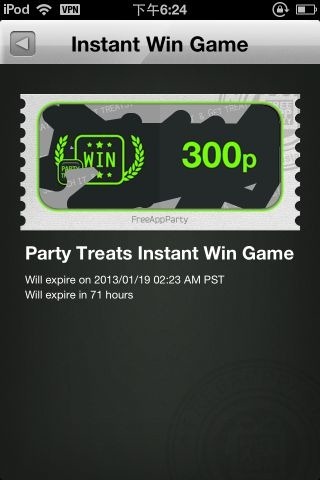 iPod VPN 下午6:24
Instant Win Game
WIN
PARTY
300p
FreeAppParty
Party Treats Instant Win Game
Will expire on 2013/01/19 02:23 AM PST
Will expire in 71 hours